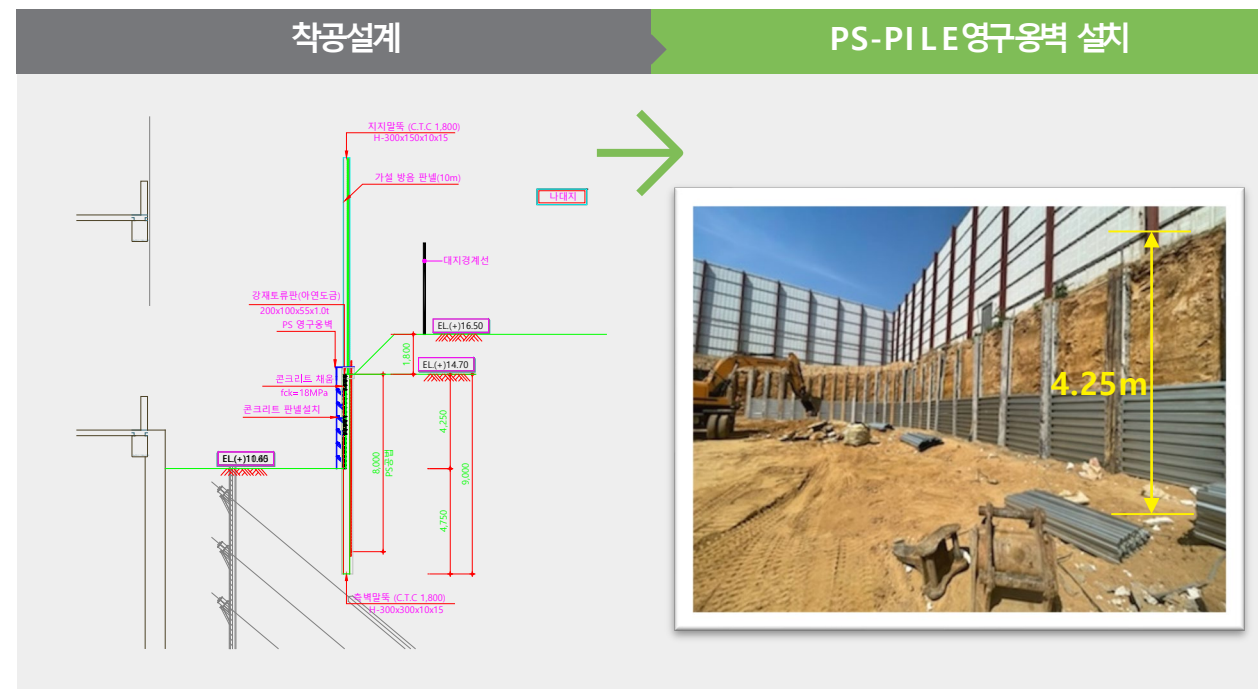 착공설계
PS-PILE영구옹벽 설치
지지말뚝 (C.T.C 1,800)
H-300x150x10x15
가설 방음 판넬(10m)
나대지
대지경계선
강재토류판(아연도금)
200x100x55x1.0t
PS 영구옹벽
EL.(+)16.50
1,800
EL.(+)14.70
콘크리트 채움
fck=18MPa
콘크리트 판넬설치
4,250
4.25m
8,000
PS공법
9,000
4,750
측벽말뚝 (C.T.C 1,800)
H-300x300x10x15